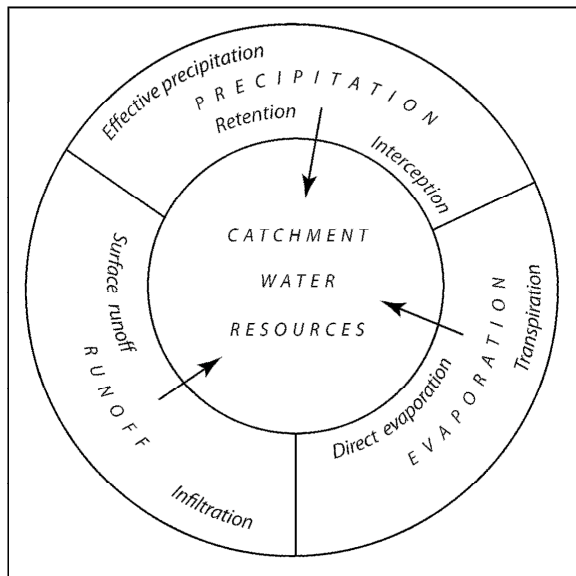 Effective precipitation
PRECIPITATION
Retention
Interception
CATCHMENT
WATER
RESOURCES
Surface runoff
RUNOFF
Infiltration
Direct evaporation
EVAPORATION
Transpiration